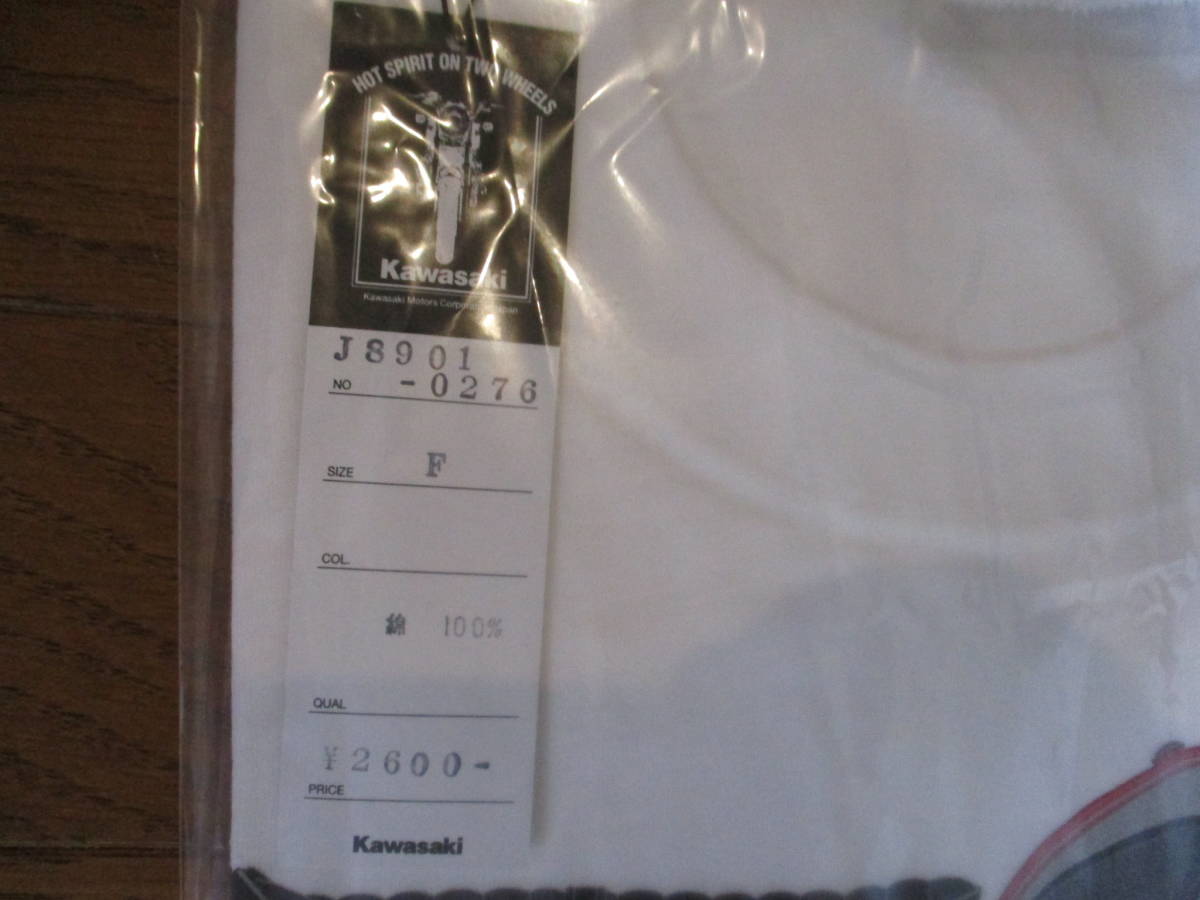 HOT SPIRIT ON TWO WHEELS
Kawasaki
Kawasaki Motors Corporation Japan
J8901
NO -0276
SIZE F
COL.
綿 100%
QUAL
¥2600-
PRICE
Kawasaki